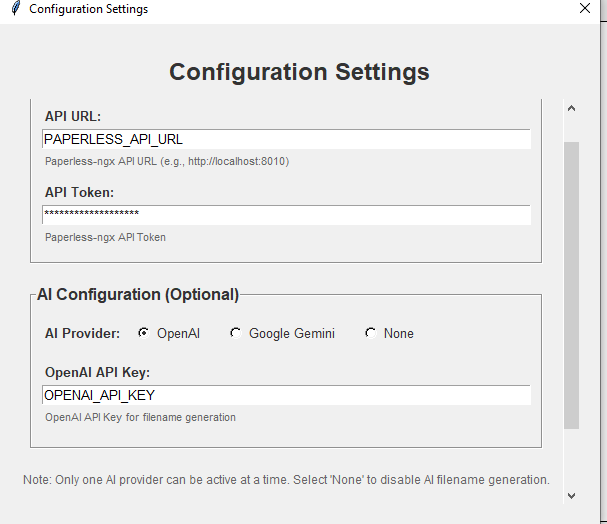 Configuration Settings
Configuration Settings
API URL:
PAPERLESS_API_URL
Paperless-ngx API URL (e.g., http://localhost:8010)
API Token:
*******************
Paperless-ngx API Token
AI Configuration (Optional)
AI Provider: OpenAI Google Gemini None
OpenAI API Key:
OPENAI_API_KEY
OpenAI API Key for filename generation
Note: Only one AI provider can be active at a time. Select 'None' to disable AI filename generation.